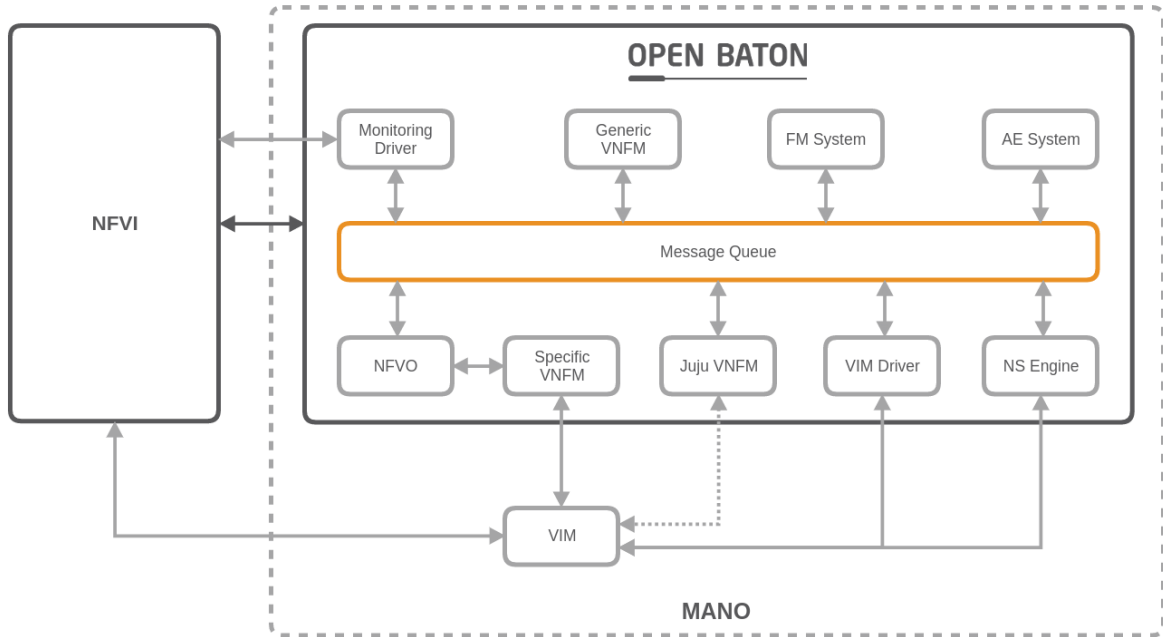 OPEN BATON
Monitoring
Driver
Generic
VNFM
FM System
AE System
NFVI
Message Queue
NFVO
Specific
VNFM
Juju VNFM
VIM Driver
NS Engine
VIM
MANO